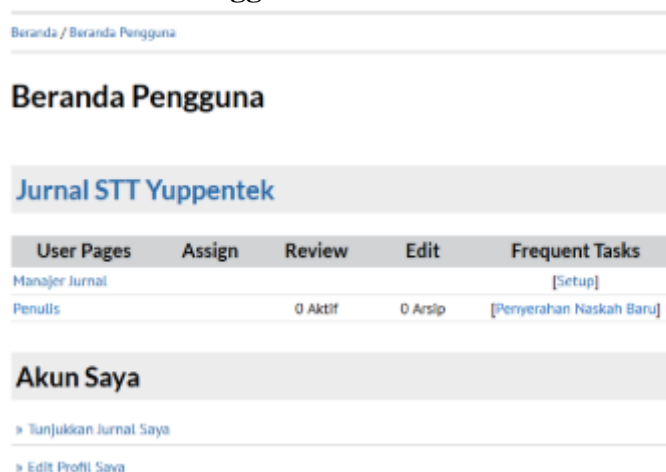 Beranda / Beranda Pengguna
Beranda Pengguna
Jurnal STT Yuppentek
User Pages Assign Review Edit Frequent Tasks
Manajer Jurnal [Setup]
Penulis 0 Aktif 0 Arsip [Penyerahan Naskah Baru]
Akun Saya
» Tunjukkan Jurnal Saya
» Edit Profil Saya